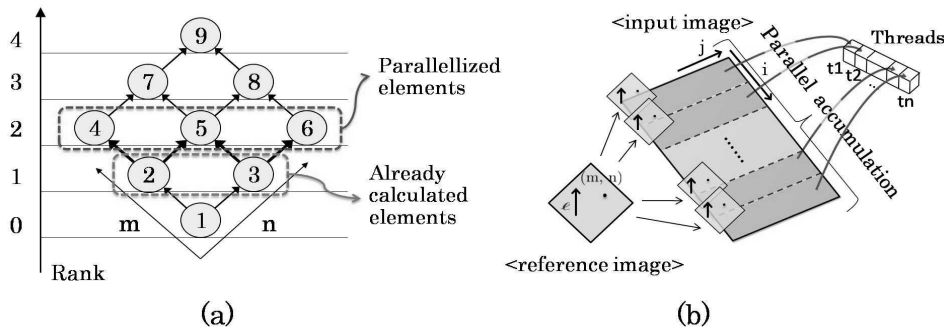 4
3
2
1
0
Rank
9
7 8
4 5 6
2 3
1
m n
Parallellized
elements
Already
calculated
elements
(a)
<input image>
j
i
Parallel accumulation
Threads
t1 t2 .. tn
......
(m, n)
ℓ
<reference image>
(b)